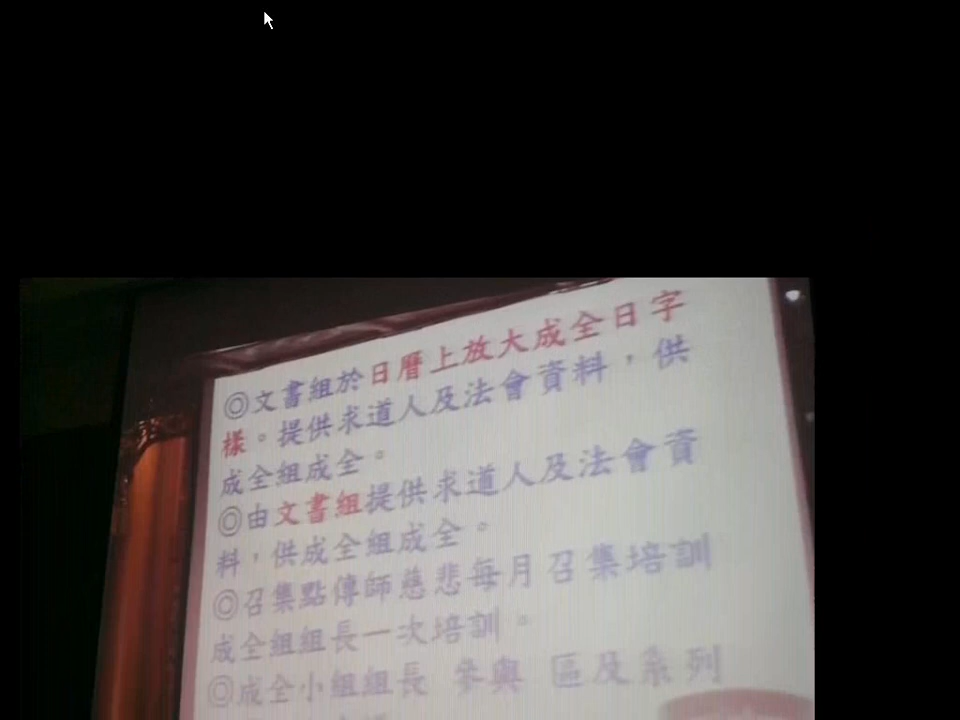 ◎文書組於日曆上放大成全日字
樣。提供求道人及法會資料，供
成全組成全。
◎由文書組提供求道人及法會資
料，供成全組成全。
◎召集點傳師慈悲每月召集培訓
成全組組長一次培訓。
◎成全小組組長 參與 區及系列